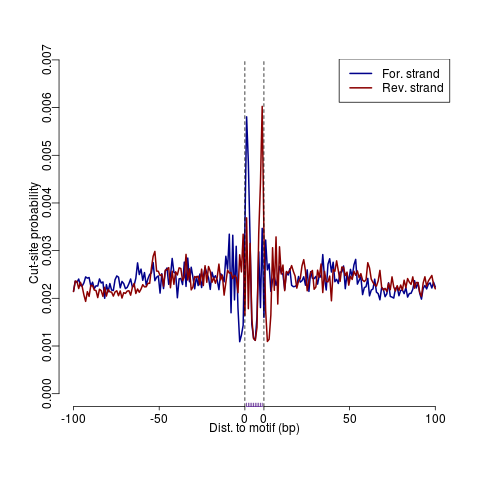 For. strand
Rev. strand
Cut-site probability
0.007
0.006
0.005
0.004
0.003
0.002
0.001
0.000
-100 -50 0 0 50 100
Dist. to motif (bp)